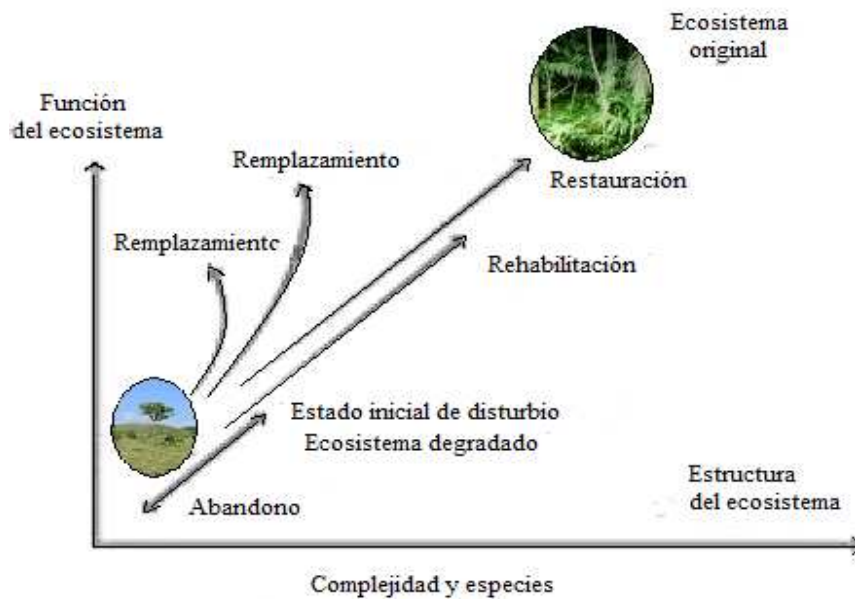 Ecosistema
original
Función
del ecosistema
Remplazamiento
Restauración
Remplazamientc
Rehabilitación
Estado inicial de disturbio
Ecosistema degradado
Estructura
del ecosistema
Abandono
Complejidad y especies